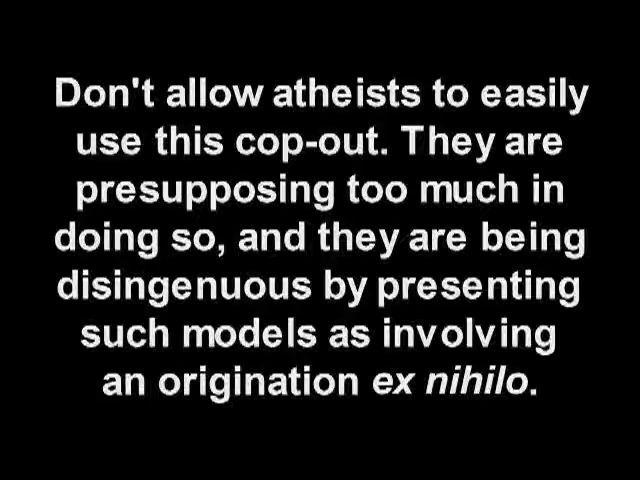 Don't allow atheists to easily
use this cop-out. They are
presupposing too much in
doing so, and they are being
disingenuous by presenting
such models as involving
an origination ex nihilo.